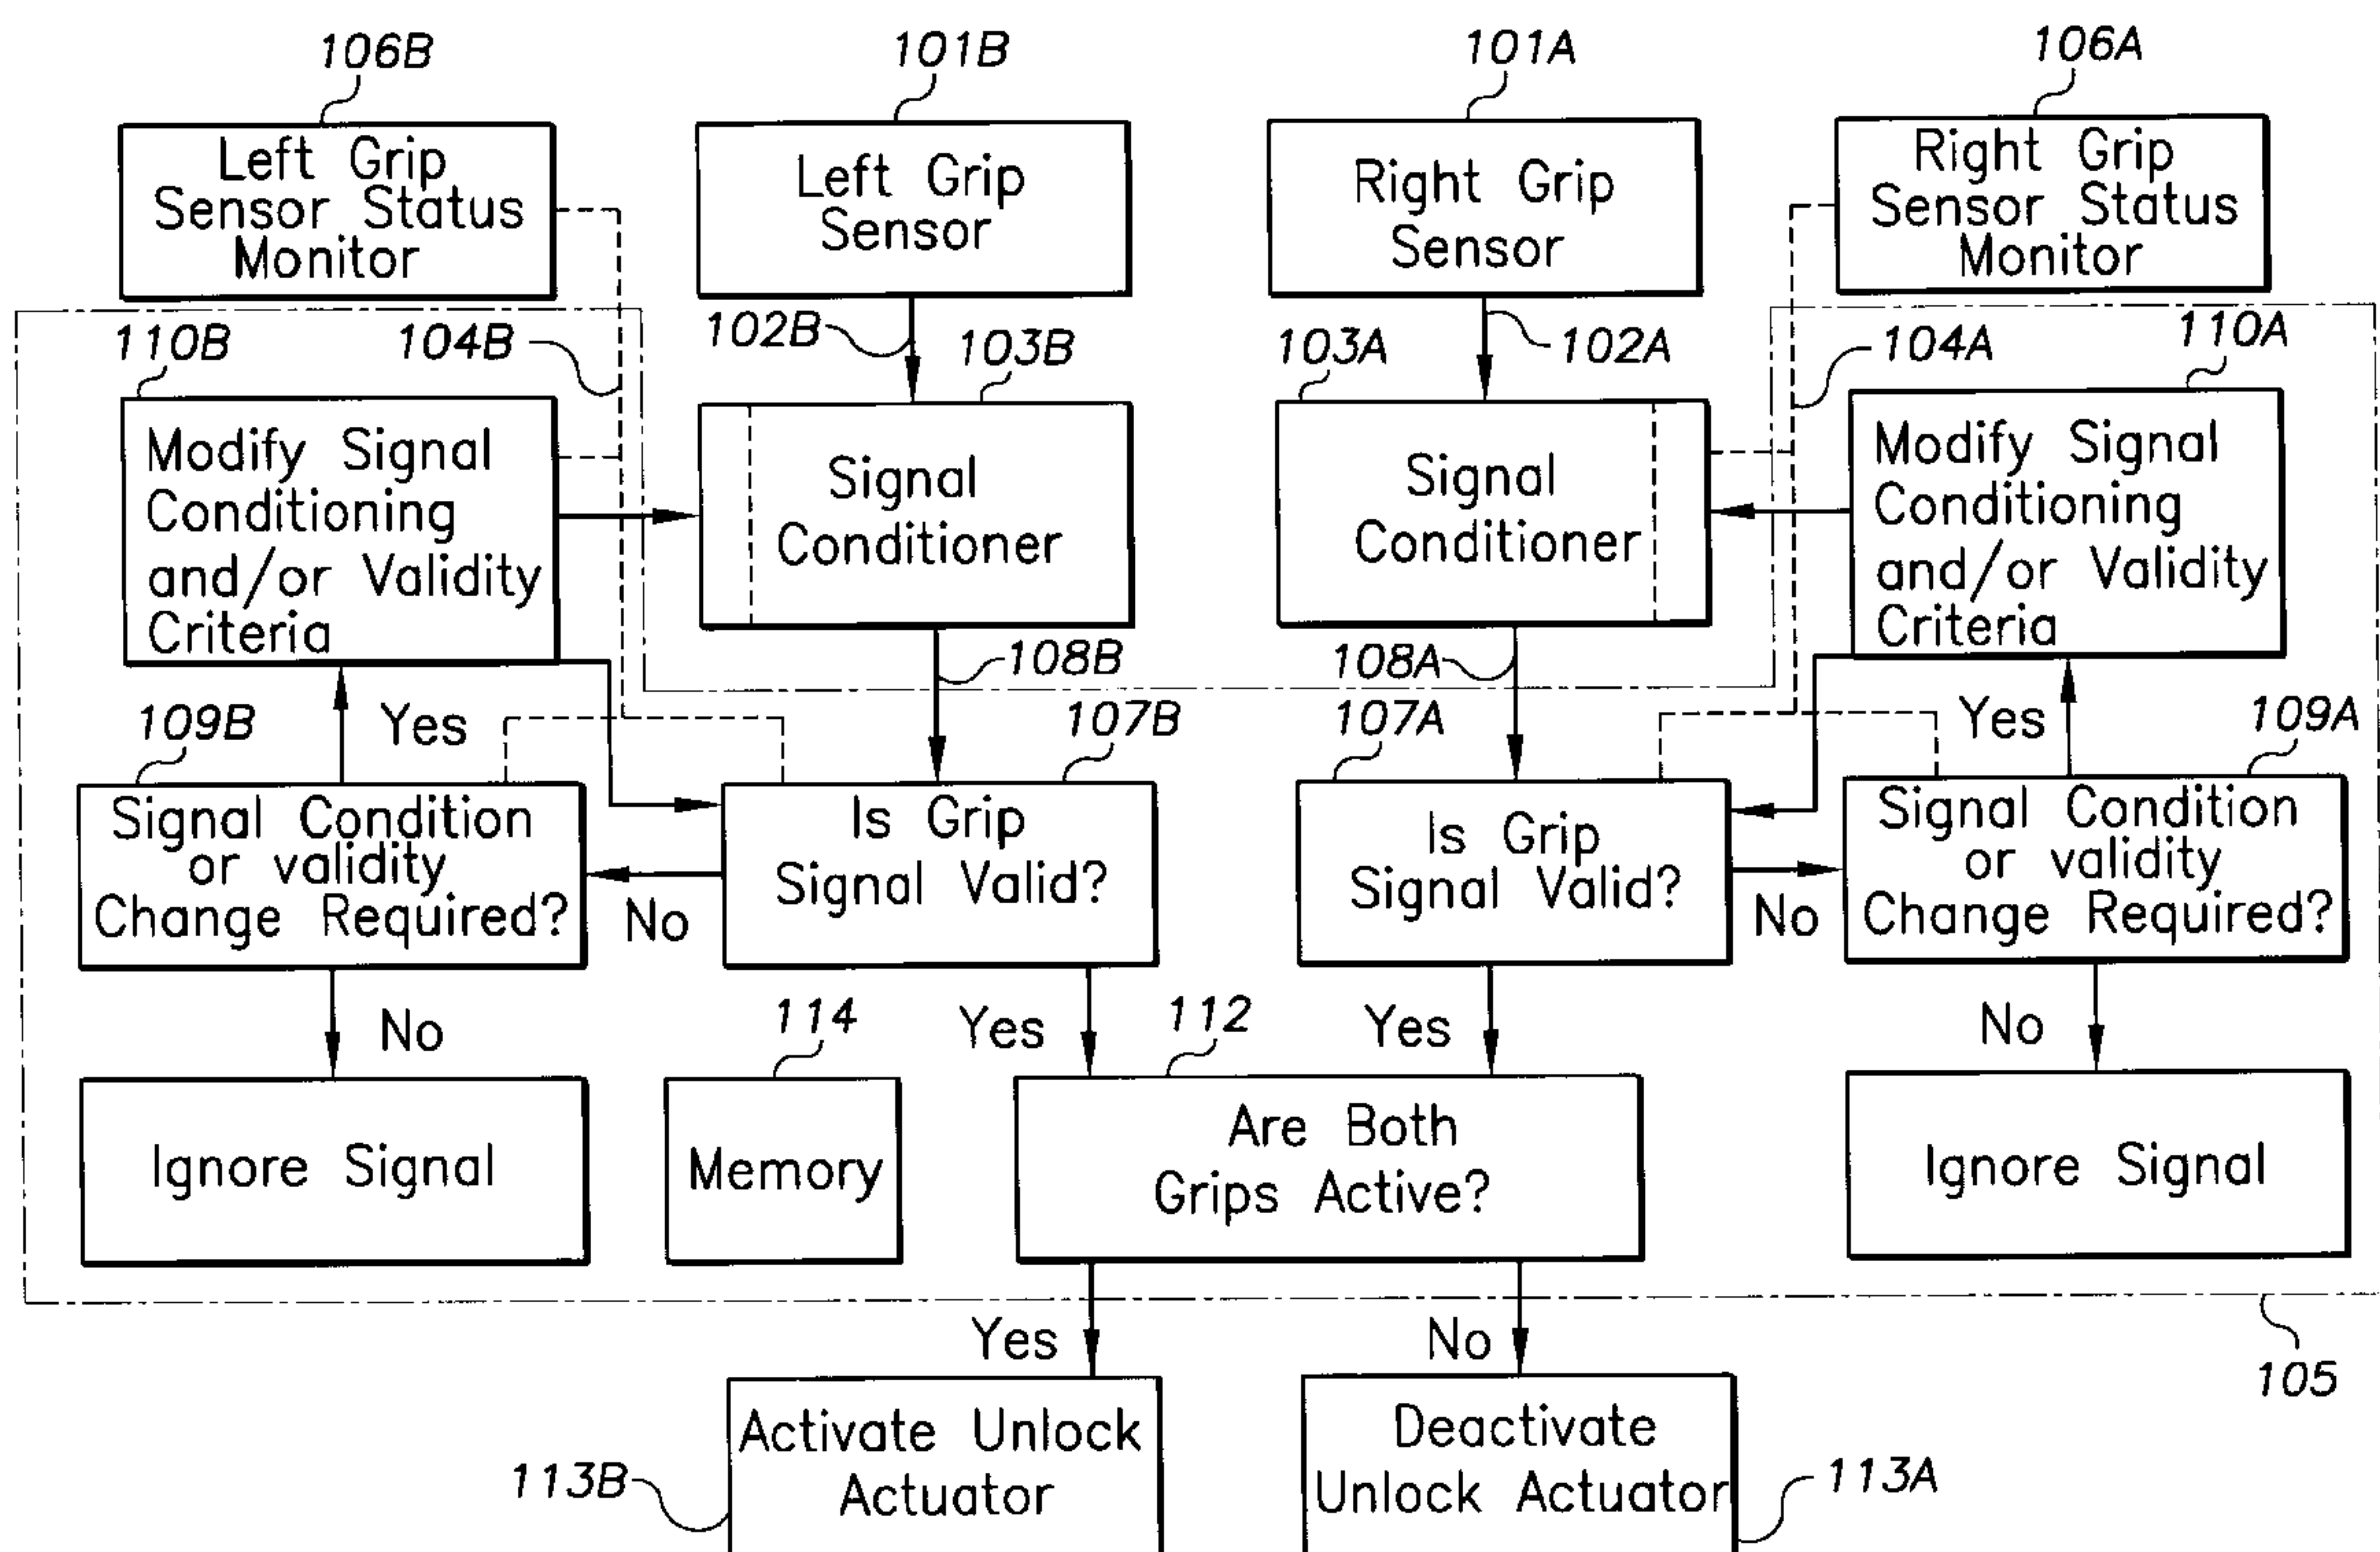 106B
101B
101A
106A
Left Grip
Sensor Status
Monitor
Left Grip
Sensor
Right Grip
Sensor
Right Grip
Sensor Status
Monitor
110B
104B
102B
103B
103A
102A
104A
110A
Modify Signal
Conditioning
and/or Validity
Criteria
Signal
Conditioner
Signal
Conditioner
Modify Signal
Conditioning
and/or Validity
Criteria
108B
108A
109B
Yes
107B
107A
Yes
109A
Signal Condition
or validity
Change Required?
No
Is Grip
Signal Valid?
Is Grip
Signal Valid?
No
Signal Condition
or validity
Change Required?
No
114
Yes
112
Yes
No
Ignore Signal
Memory
Are Both
Grips Active?
Ignore Signal
Yes
No
105
Activate Unlock
Actuator
Deactivate
Unlock Actuator
113B
113A